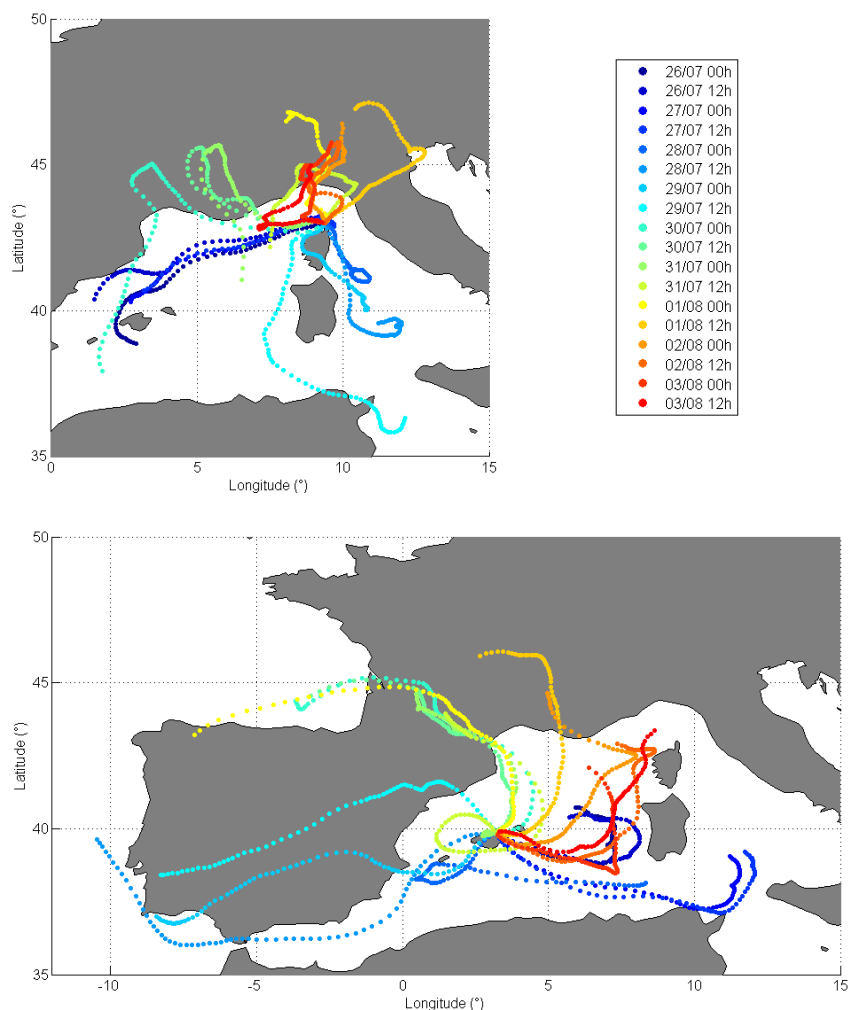 50
45
40
35
Latitude (°)
0
5
10
15
Longitude (°)
26/07 00h
26/07 12h
27/07 00h
27/07 12h
28/07 00h
28/07 12h
29/07 00h
29/07 12h
30/07 00h
30/07 12h
31/07 00h
31/07 12h
01/08 00h
01/08 12h
02/08 00h
02/08 12h
03/08 00h
03/08 12h
50
45
40
35
Latitude (°)
-10
-5
0
5
10
15
Longitude (°)